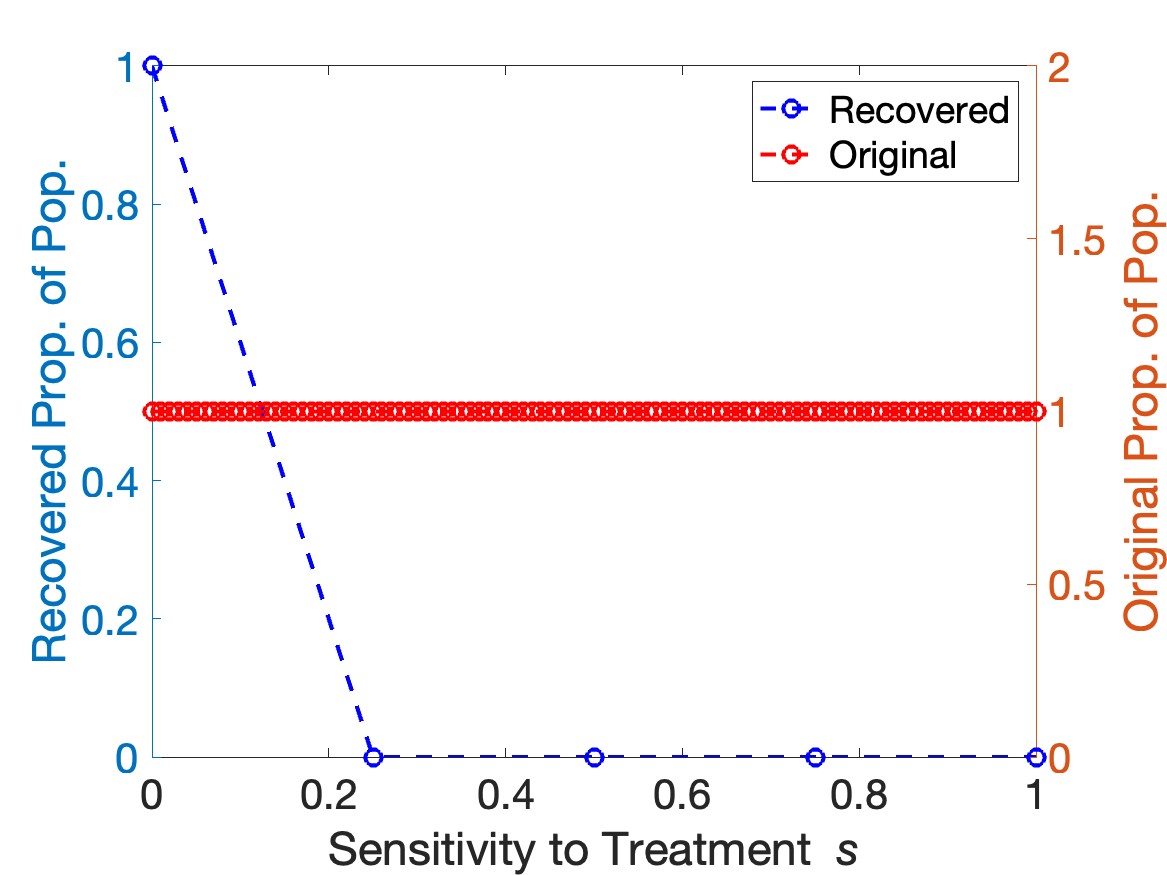 Recovered
Original
1
0.8
0.6
0.4
0.2
0
Recovered Prop. of Pop.
2
1.5
1
0.5
0
Original Prop. of Pop.
0 0.2 0.4 0.6 0.8 1
Sensitivity to Treatment s